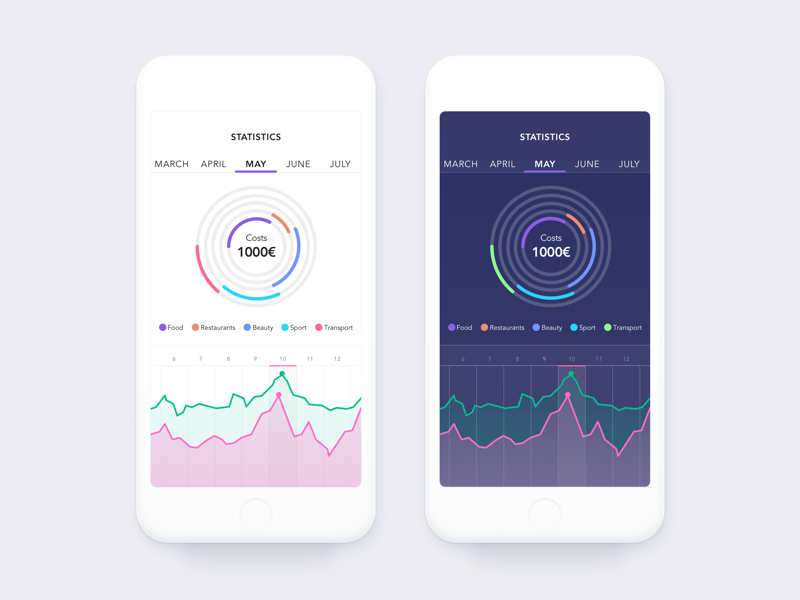 STATISTICS
MARCH APRIL MAY JUNE JULY
Costs
1000€
Food Restaurants Beauty Sport Transport
6 7 8 9 10 11 12
STATISTICS
MARCH APRIL MAY JUNE JULY
Costs
1000€
Food Restaurants Beauty Sport Transport
6 7 8 9 10 11 12